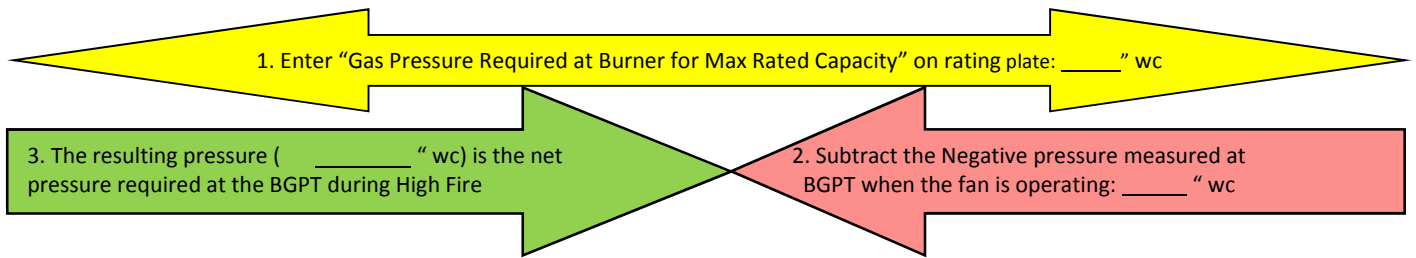 1. Enter “Gas Pressure Required at Burner for Max Rated Capacity” on rating plate: _____” wc
3. The resulting pressure ( ________ “ wc) is the net
pressure required at the BGPT during High Fire
2. Subtract the Negative pressure measured at
BGPT when the fan is operating: _____ “ wc